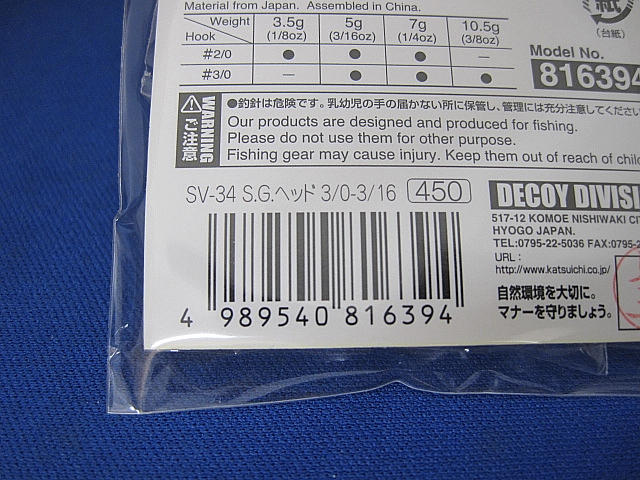 Material from Japan. Assembled in China.
Weight 3.5g 5g 7g 10.5g
Hook (1/8oz) (3/16oz) (1/4oz) (3/8oz)
#2/0 ● ● ● —
#3/0 — ● ● ●
紙
(台紙)
Model No.
816394
WARNING
ご注意
●釣針は危険です。乳幼児の手の届かない所に保管し、管理には充分注意してください
Our products are designed and produced for fishing.
Please do not use them for other purpose.
Fishing gear may cause injury. Keep them out of reach of chil
SV-34 S.G.ヘッド 3/0-3/16 450
4 989540 816394
DECOY DIVISI
517-12 KOMOE NISHIWAKI CI
HYOGO JAPAN.
TEL:0795-22-5036 FAX:0795-2
URL :
http://www.katsuichi.co.jp/
自然環境を大切に。
マナーを守りましょう。